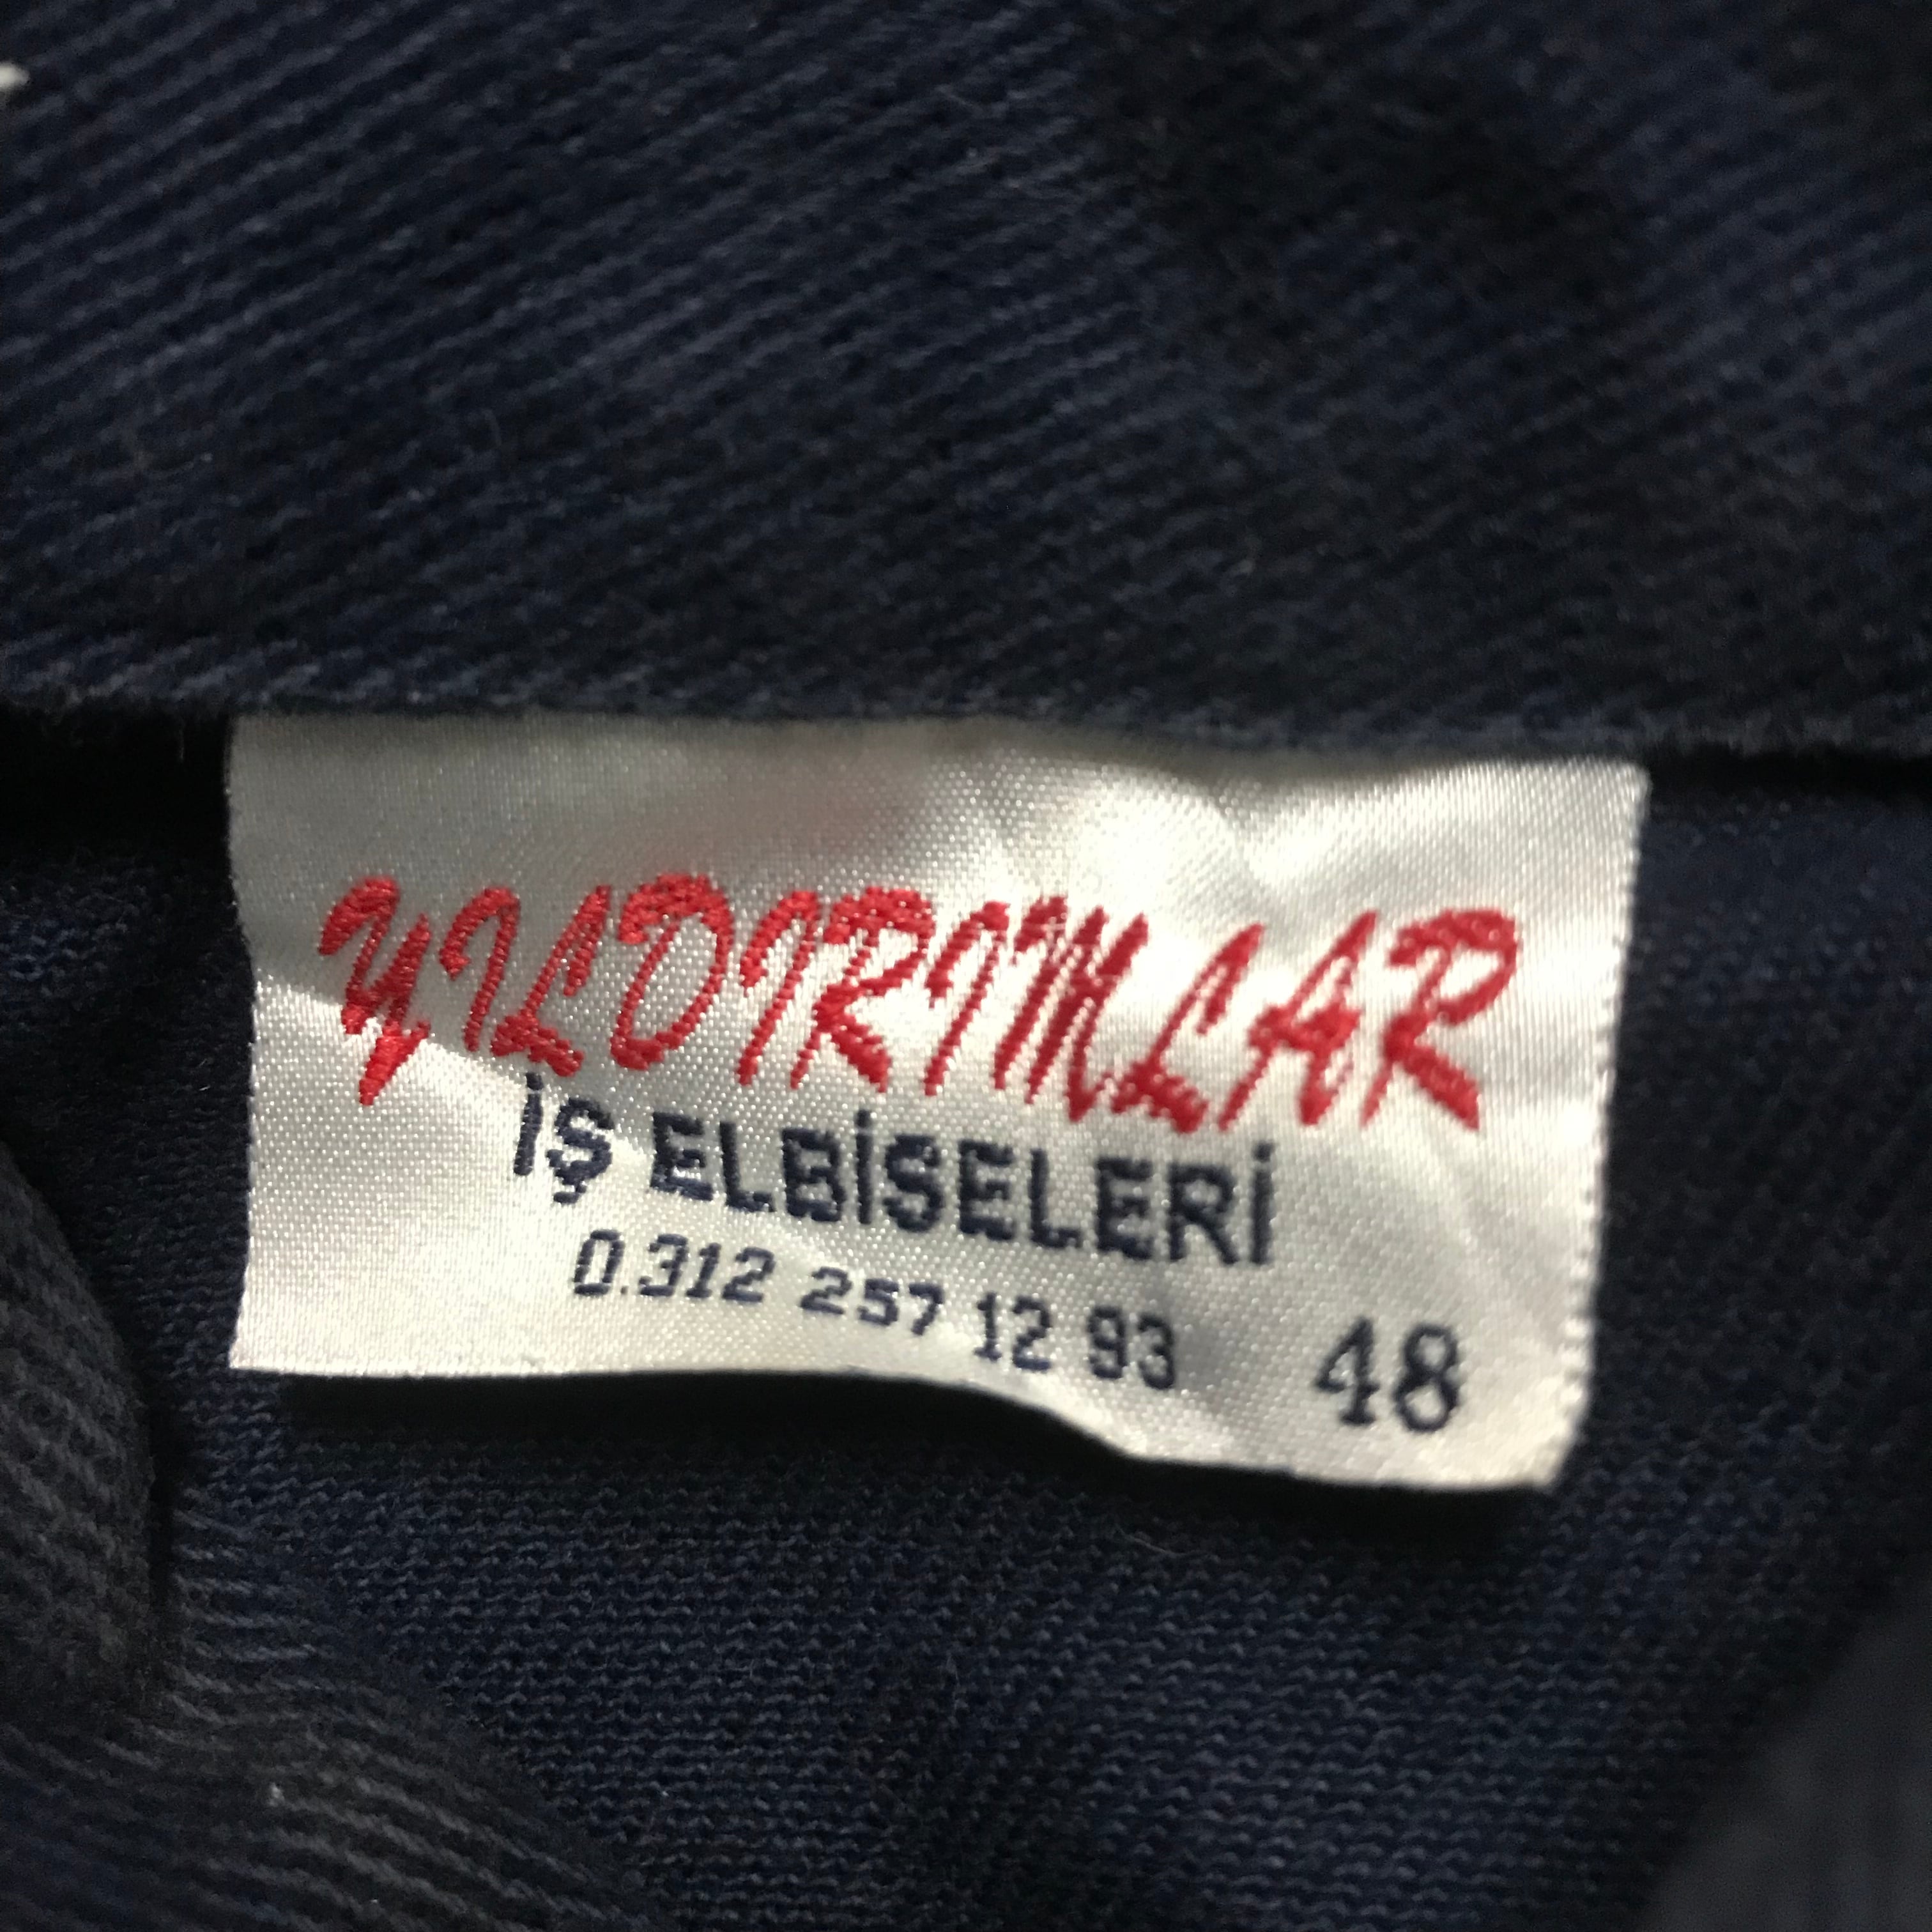 YILDIRIMLAR
İŞ ELBİSELERİ
0.312 257 12 93
48